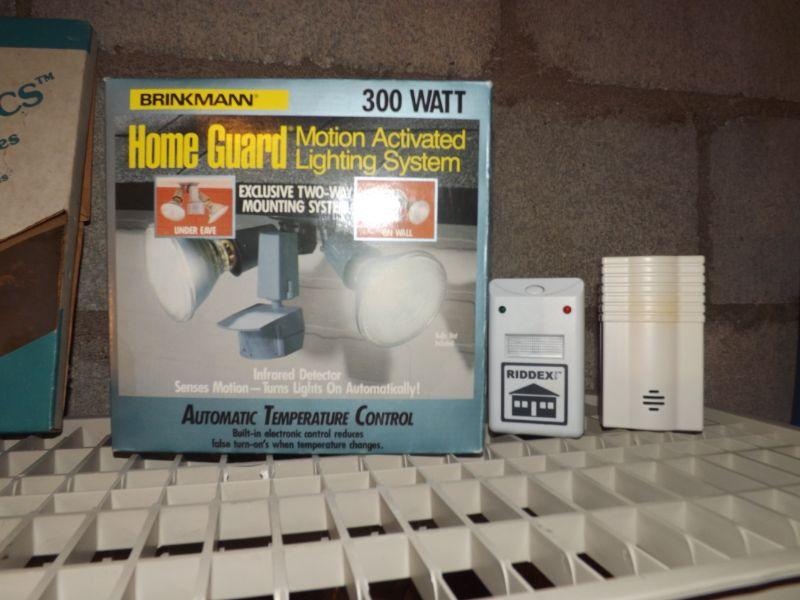 CS™
es
BRINKMANN®
300 WATT
Home Guard® Motion Activated
Lighting System
EXCLUSIVE TWO-WAY
MOUNTING SYSTEM
UNDER EAVE
ON WALL
Infrared Detector
Senses Motion—Turns Lights On Automatically!
AUTOMATIC TEMPERATURE CONTROL
Built-in electronic control reduces
false turn-on's when temperature changes.
RIDDEX